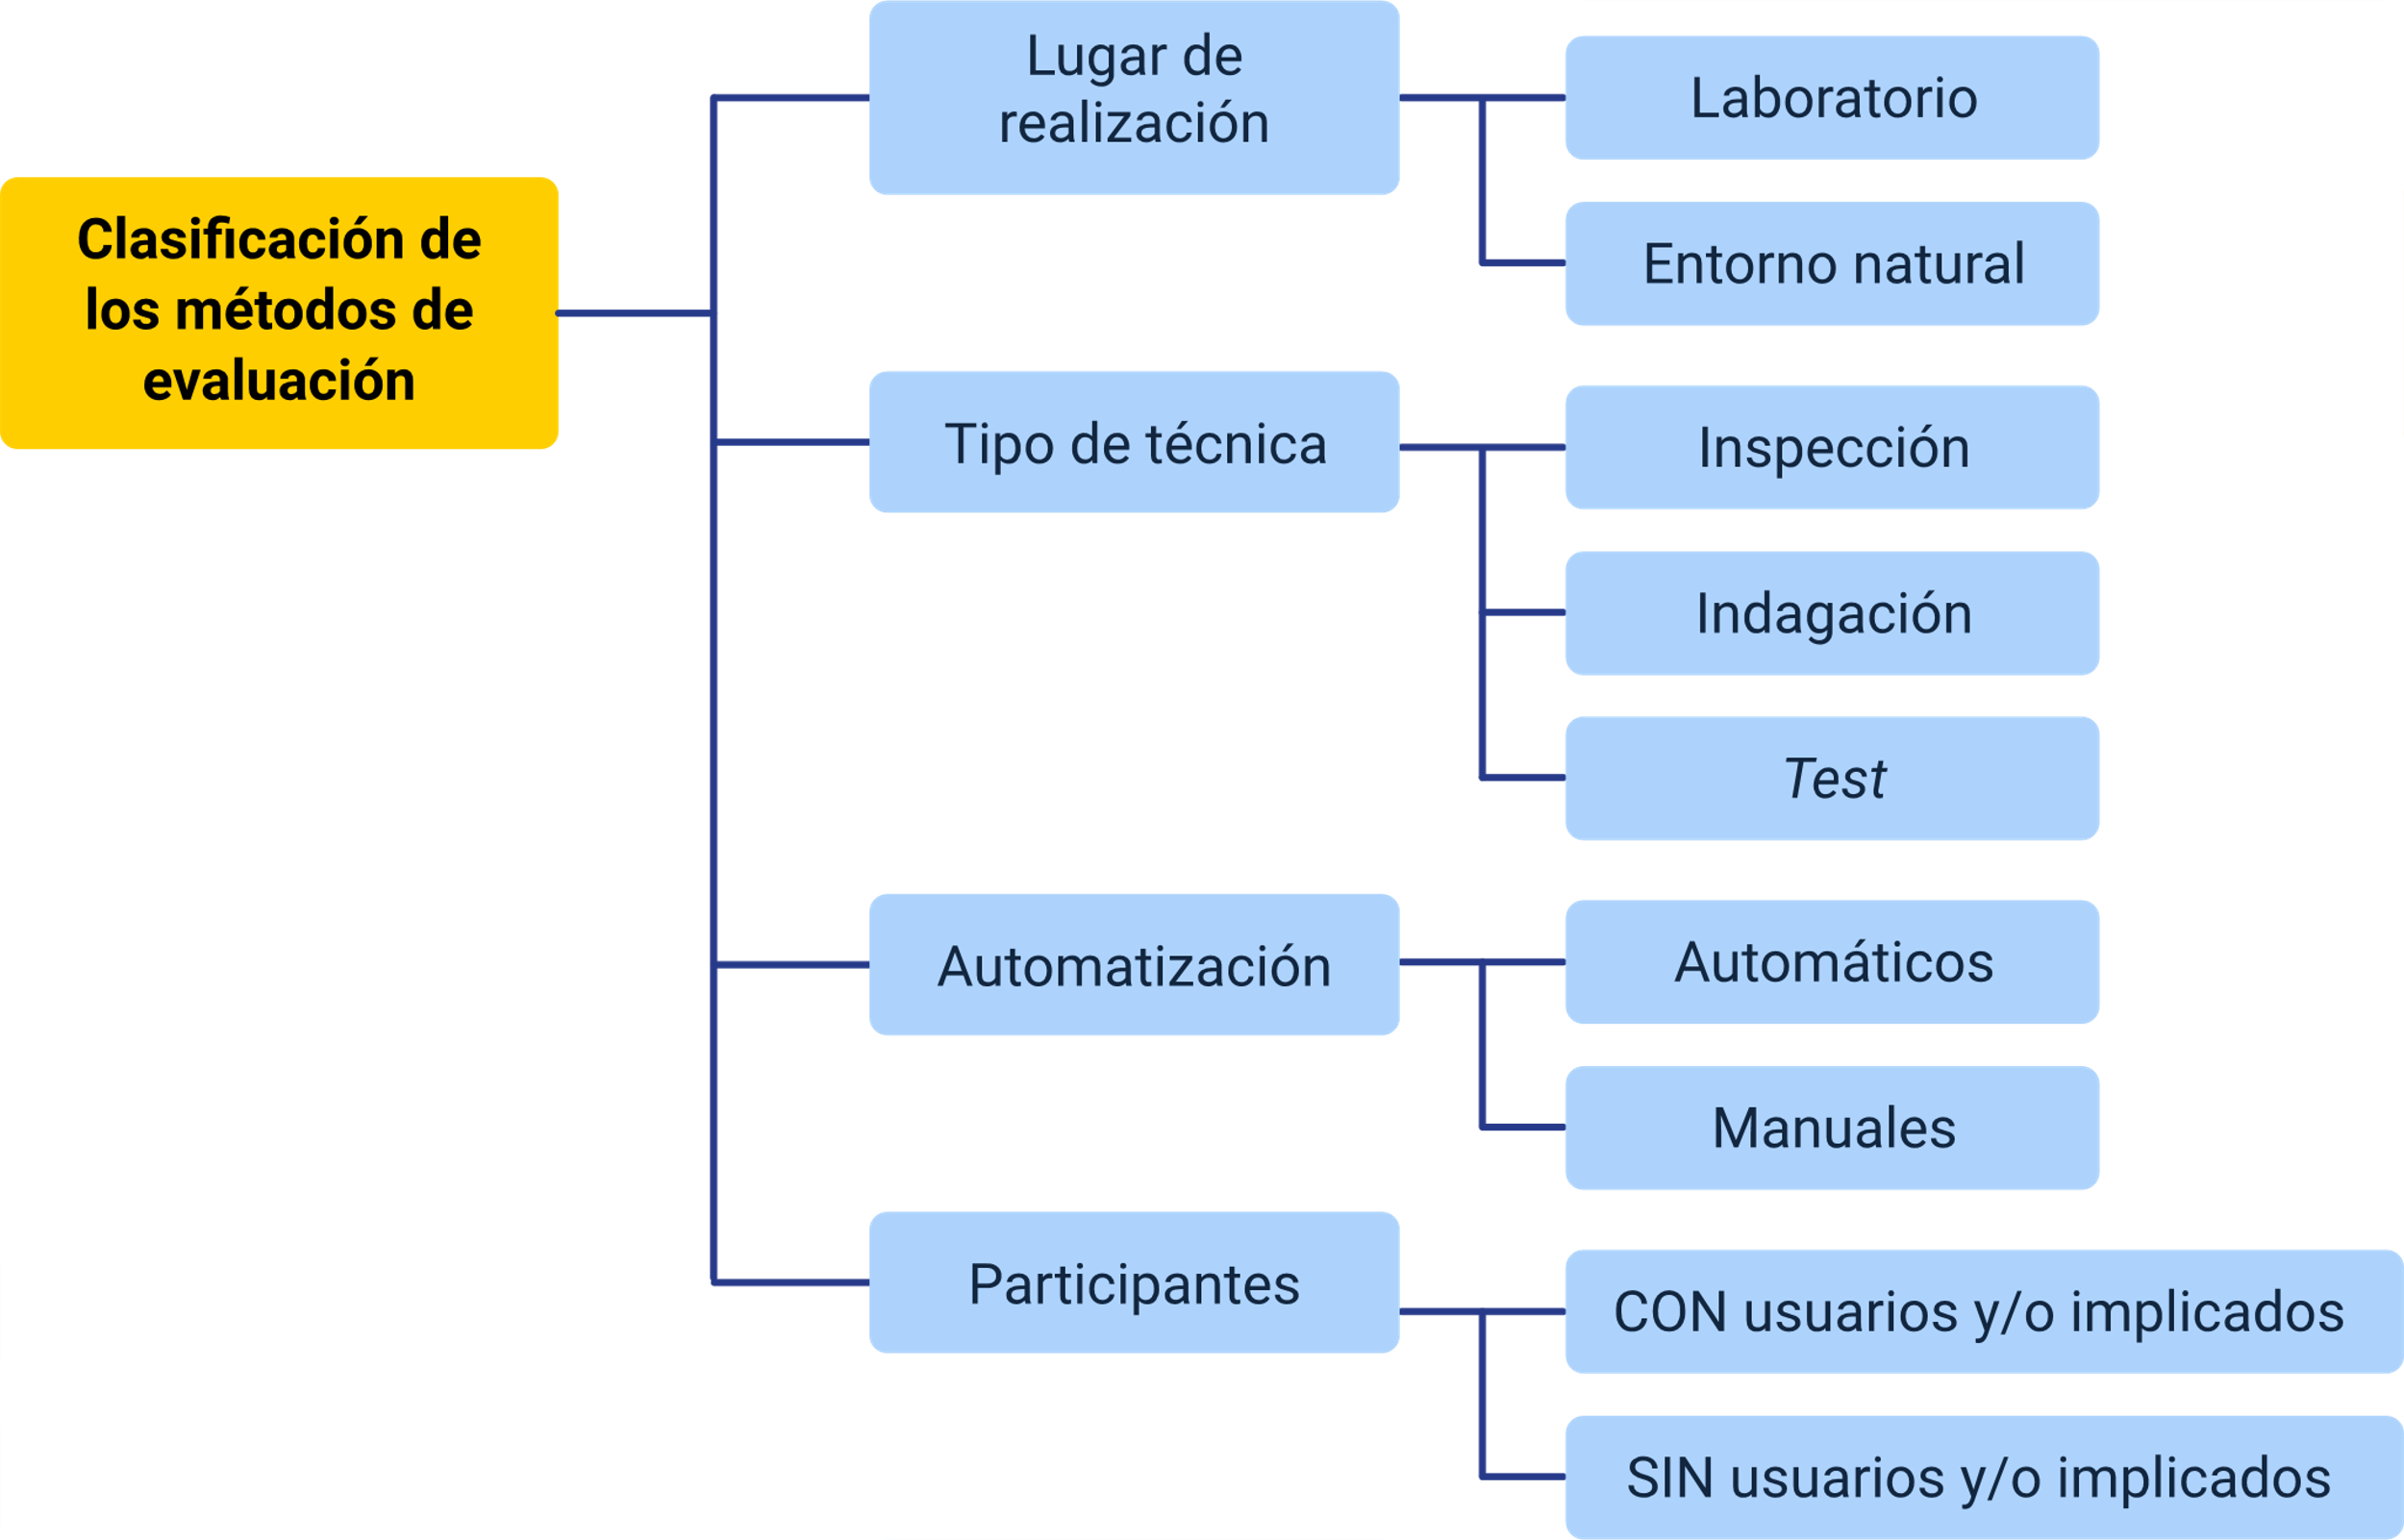 Clasificación de
los métodos de
evaluación
Lugar de
realización
Laboratorio
Entorno natural
Tipo de técnica
Inspección
Indagación
Test
Automatización
Automáticos
Manuales
Participantes
CON usuarios y/o implicados
SIN usuarios y/o implicados